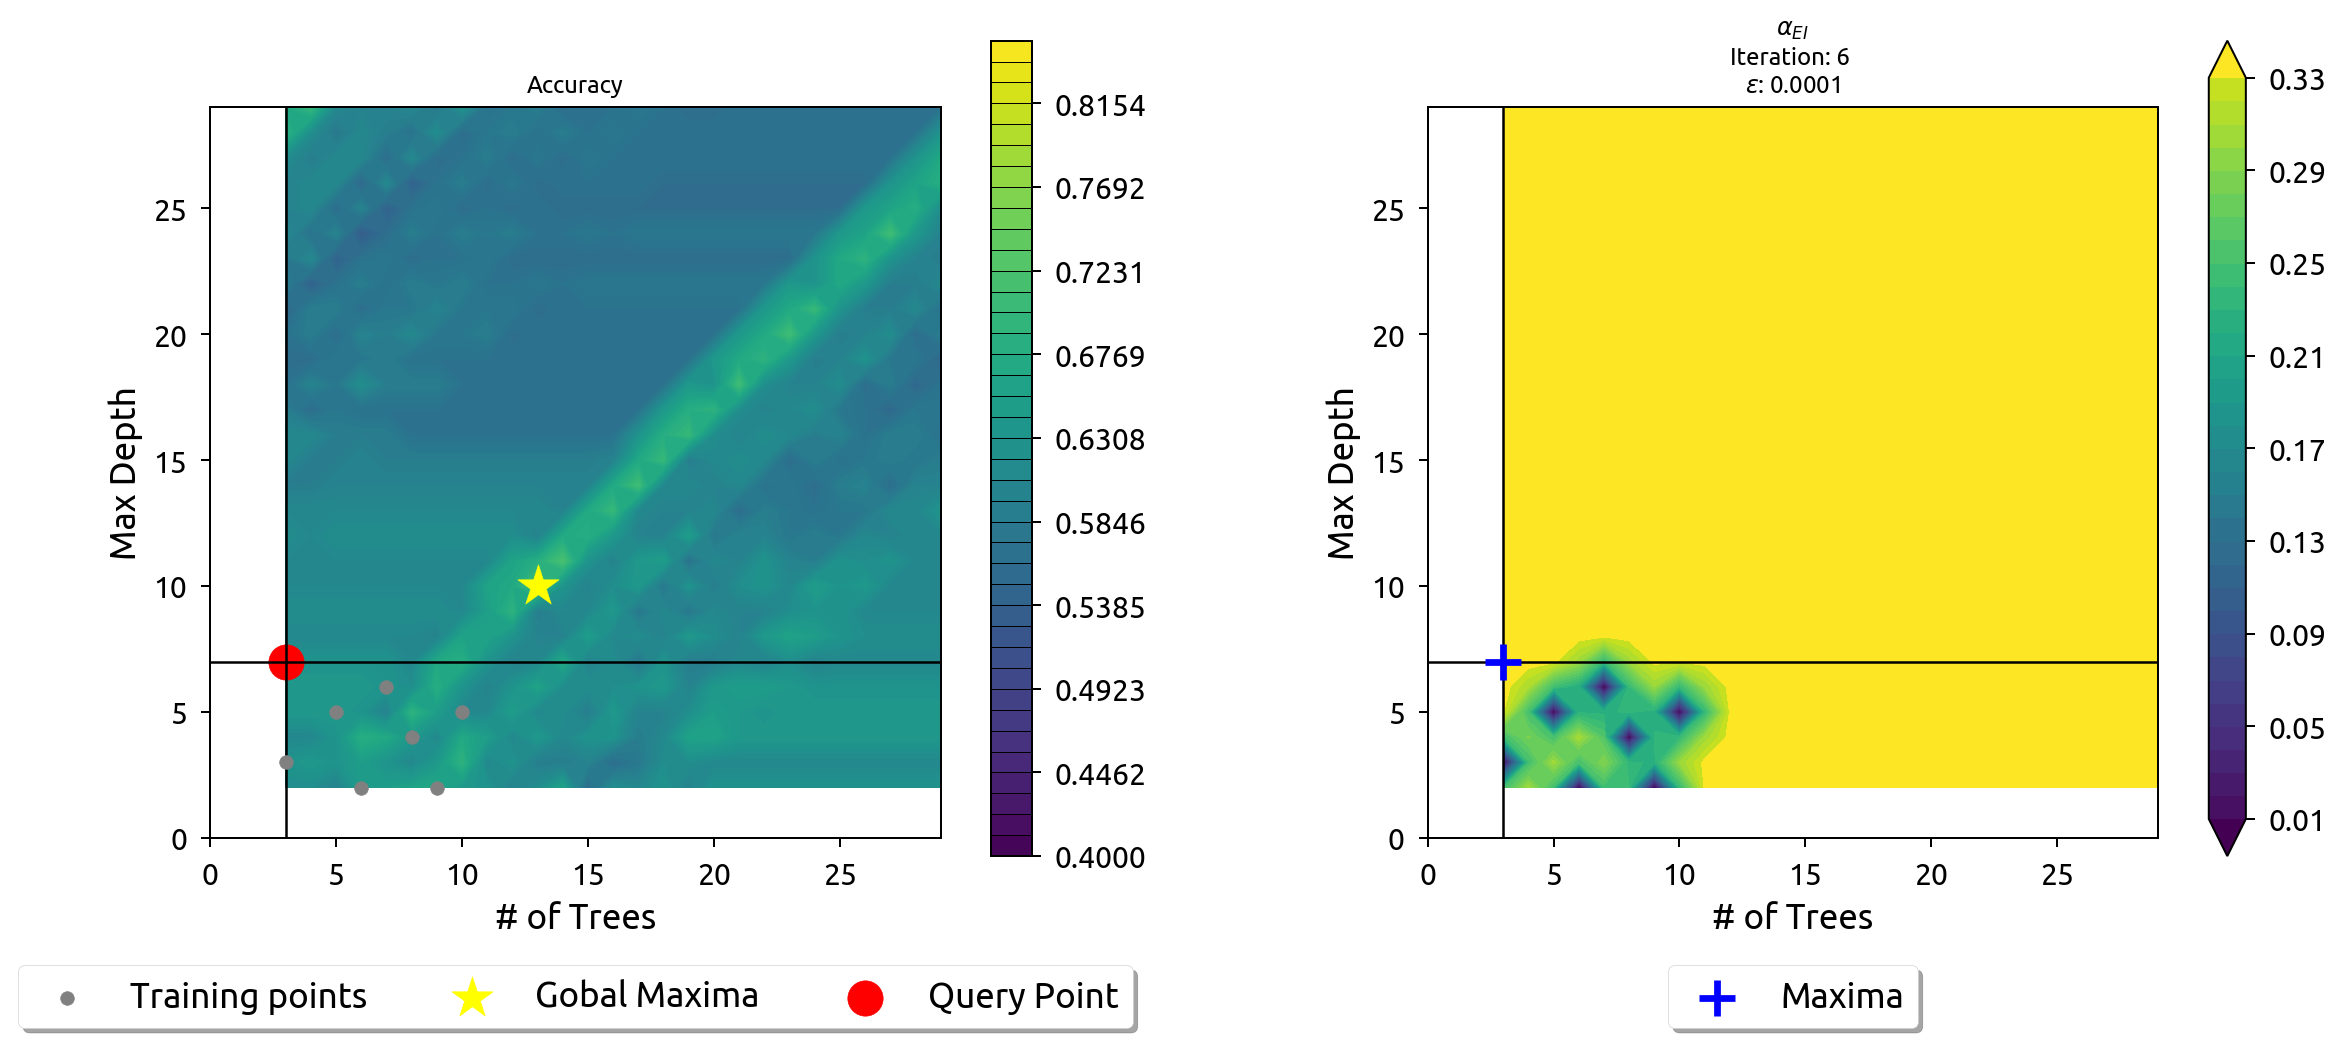 Accuracy
25
20
15
10
5
0
Max Depth
0 5 10 15 20 25
# of Trees
0.8154
0.7692
0.7231
0.6769
0.6308
0.5846
0.5385
0.4923
0.4462
0.4000
Training points Gobal Maxima Query Point
α_EI
Iteration: 6
ε: 0.0001
25
20
15
10
5
0
Max Depth
0 5 10 15 20 25
# of Trees
0.33
0.29
0.25
0.21
0.17
0.13
0.09
0.05
0.01
Maxima